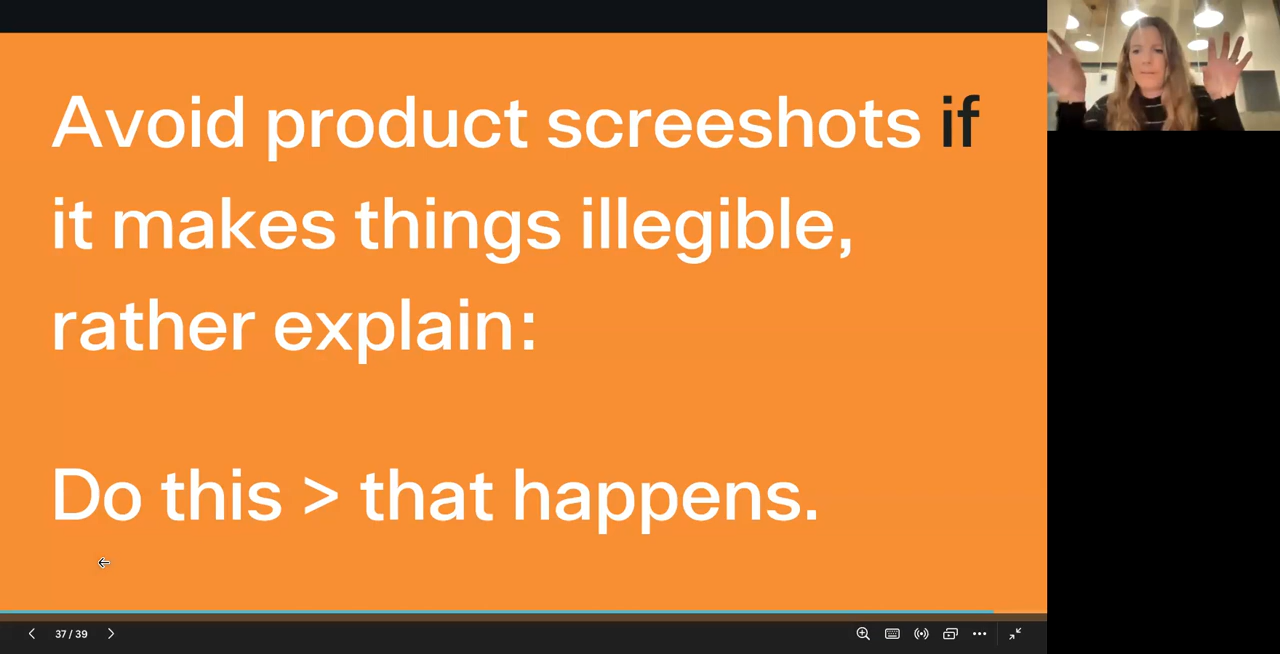 Avoid product screeshots if
it makes things illegible,
rather explain:
Do this > that happens.
37 / 39